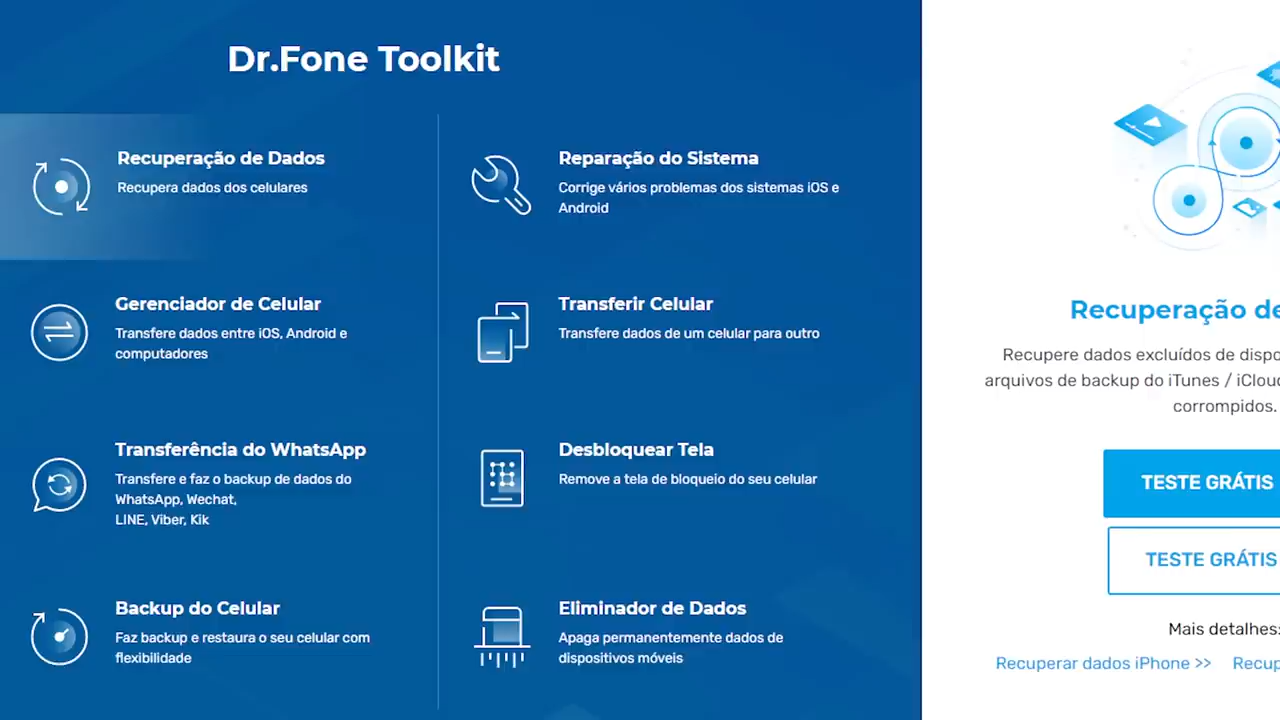 Dr.Fone Toolkit
Recuperação de Dados
Recupera dados dos celulares
Reparação do Sistema
Corrige vários problemas dos sistemas iOS e
Android
Gerenciador de Celular
Transfere dados entre iOS, Android e
computadores
Transferir Celular
Transfere dados de um celular para outro
Transferência do WhatsApp
Transfere e faz o backup de dados do
WhatsApp, Wechat,
LINE, Viber, Kik
Desbloquear Tela
Remove a tela de bloqueio do seu celular
Backup do Celular
Faz backup e restaura o seu celular com
flexibilidade
Eliminador de Dados
Apaga permanentemente dados de
dispositivos móveis
Recuperação de
Recupere dados excluídos de dispo
arquivos de backup do iTunes / iCloud
corrompidos.
TESTE GRÁTIS
TESTE GRÁTIS
Mais detalhes:
Recuperar dados iPhone >> Recup